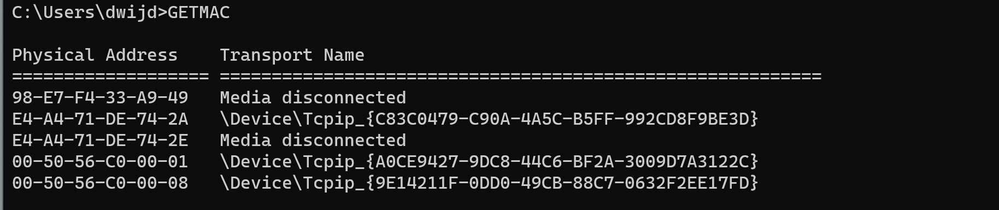 C:\Users\dwijd>GETMAC
Physical Address    Transport Name
=================== ==========================================================
98-E7-F4-33-A9-49   Media disconnected
E4-A4-71-DE-74-2A   \Device\Tcpip_{C83C0479-C90A-4A5C-B5FF-992CD8F9BE3D}
E4-A4-71-DE-74-2E   Media disconnected
00-50-56-C0-00-01   \Device\Tcpip_{A0CE9427-9DC8-44C6-BF2A-3009D7A3122C}
00-50-56-C0-00-08   \Device\Tcpip_{9E14211F-0DD0-49CB-88C7-0632F2EE17FD}